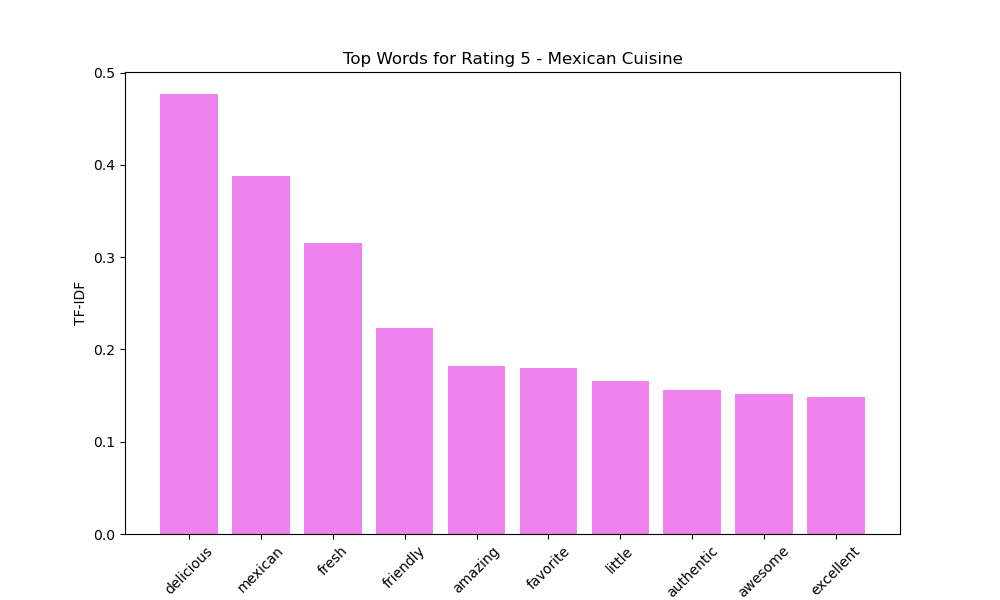 Top Words for Rating 5 - Mexican Cuisine
TF-IDF
0.5
0.4
0.3
0.2
0.1
0.0
delicious
mexican
fresh
friendly
amazing
favorite
little
authentic
awesome
excellent